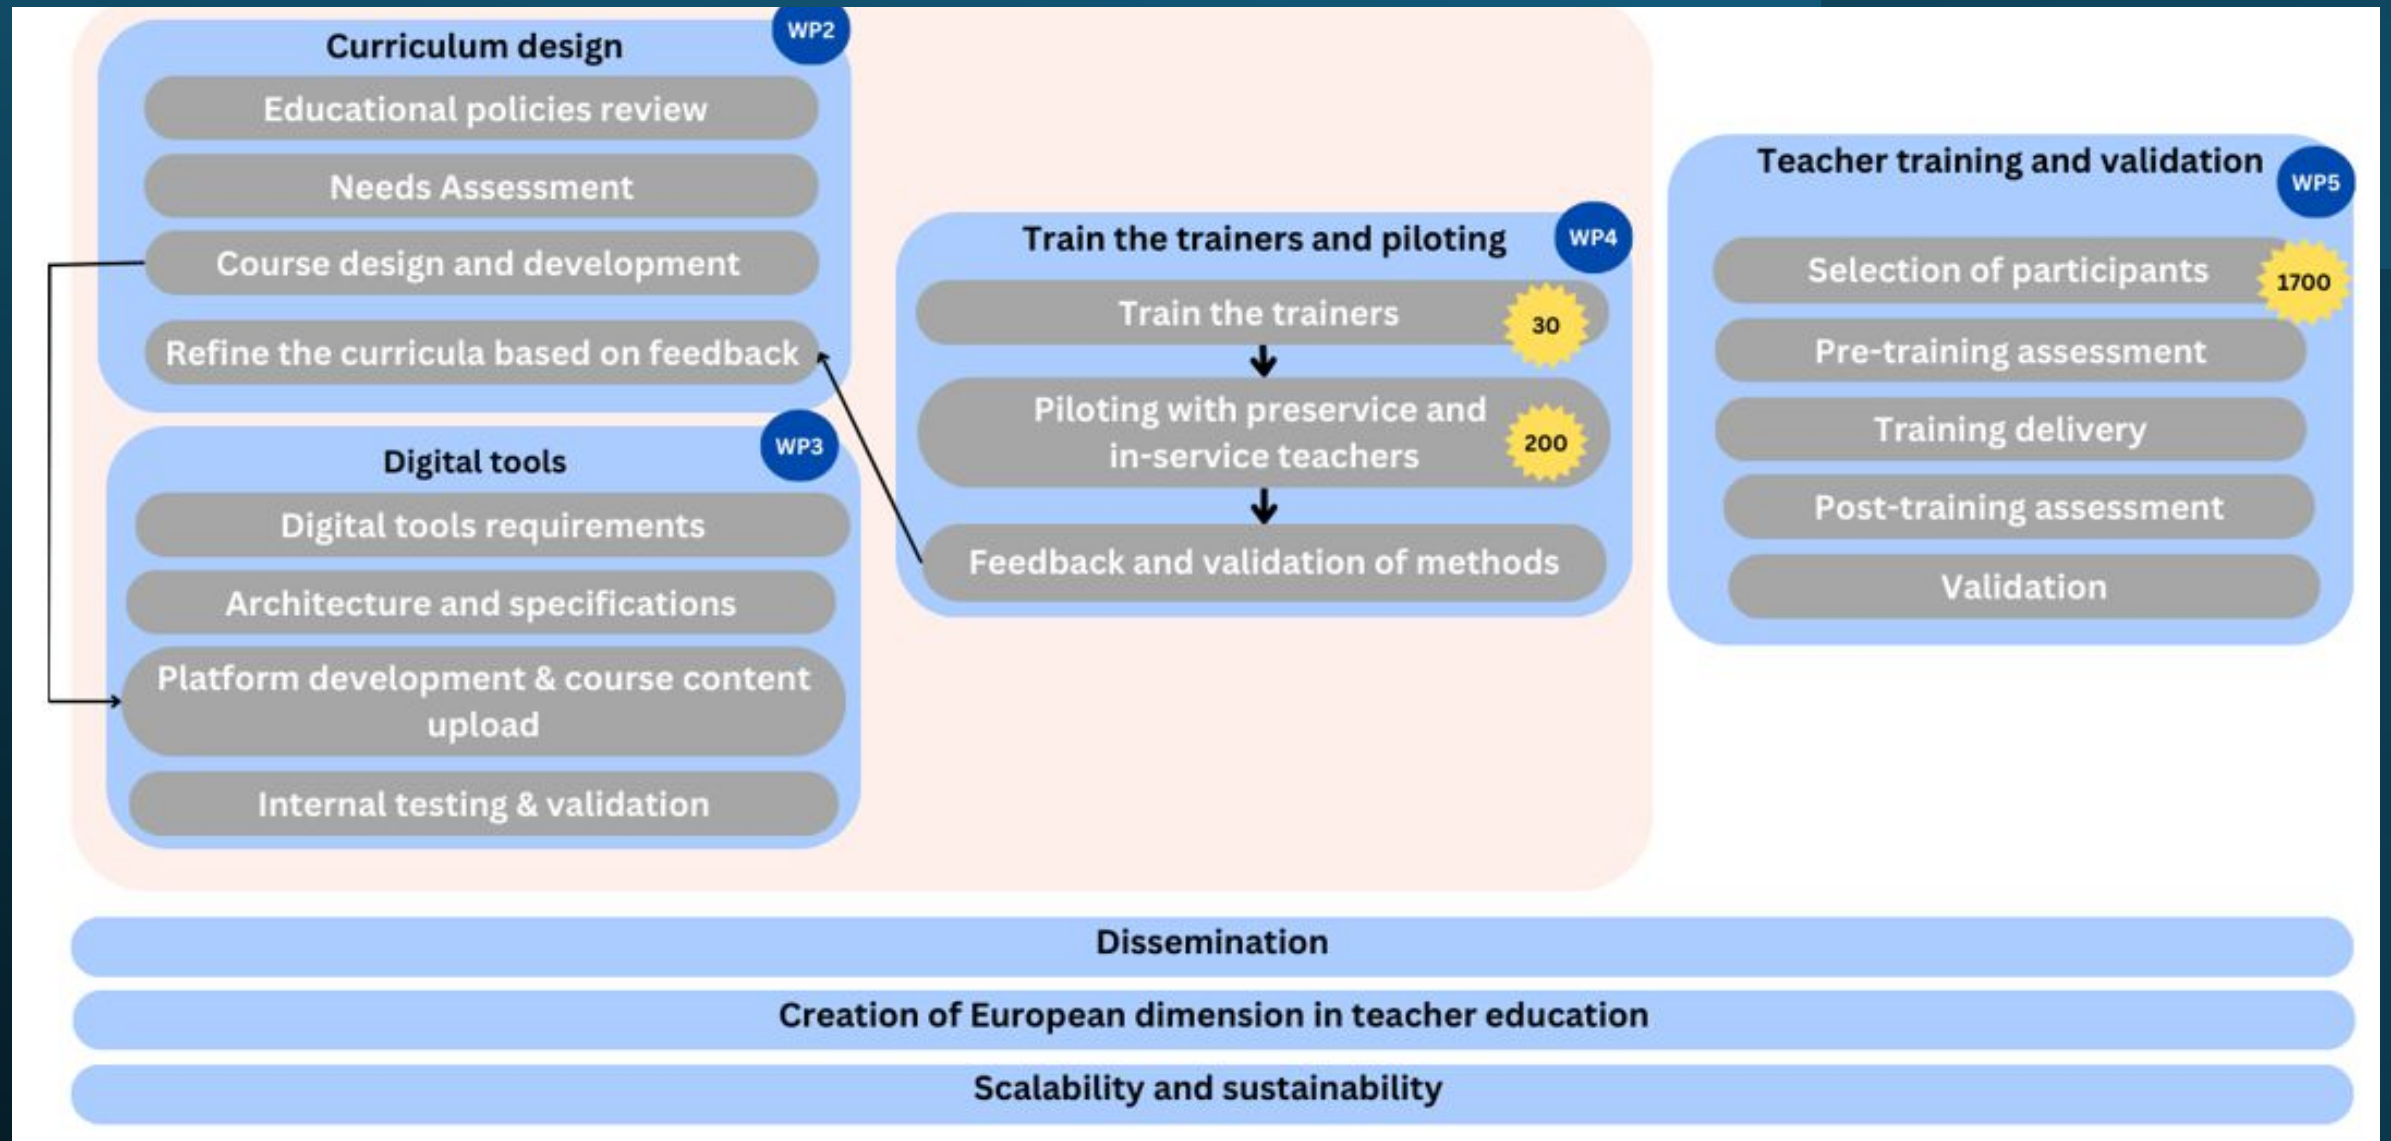 Curriculum design
WP2
Educational policies review
Needs Assessment
Course design and development
Refine the curricula based on feedback
Digital tools
WP3
Digital tools requirements
Architecture and specifications
Platform development & course content
upload
Internal testing & validation
Train the trainers and piloting
WP4
Train the trainers
30
Piloting with preservice and
in-service teachers
200
Feedback and validation of methods
Teacher training and validation
WP5
Selection of participants
1700
Pre-training assessment
Training delivery
Post-training assessment
Validation
Dissemination
Creation of European dimension in teacher education
Scalability and sustainability